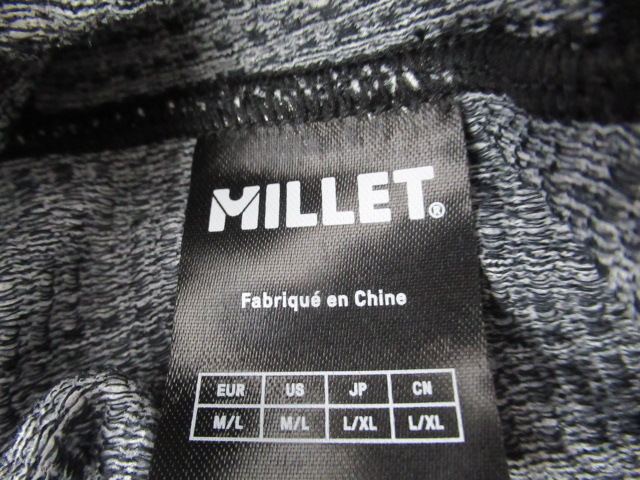 MILLET®
Fabriqué en Chine
EUR US JP CN
M/L M/L L/XL L/XL